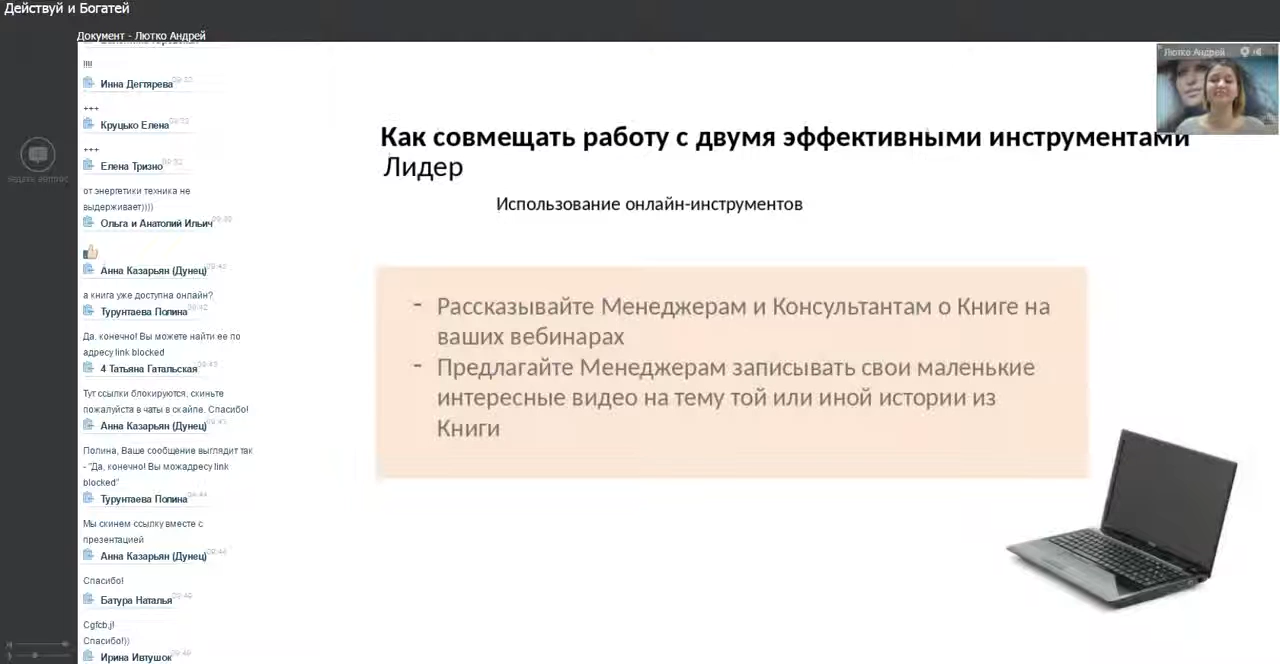 Действуй и Богатей
Документ - Лютко Андрей
!!!!
Инна Дегтярева
+++
Круцько Елена
+++
Елена Тризно
от энергетики техника не
выдерживает))))
Ольга и Анатолий Ильич
Анна Казарьян (Дунец)
а книга уже доступна онлайн?
Турунтаева Полина
Да, конечно! Вы можете найти ее по
адресу link blocked
4 Татьяна Гатальская
Тут ссылки блокируются, скиньте
пожалуйста в чаты в скайпе. Спасибо!
Анна Казарьян (Дунец)
Полина, Ваше сообщение выглядит так
- "Да, конечно! Вы можадресу link
blocked"
Турунтаева Полина
Мы скинем ссылку вместе с
презентацией
Анна Казарьян (Дунец)
Спасибо!
Батура Наталья
Cgfcb,j!
Спасибо!))
Ирина Ивтушок
задать вопрос
Лютко Андрей
Как совмещать работу с двумя эффективными инструментами
Лидер
Использование онлайн-инструментов
- Рассказывайте Менеджерам и Консультантам о Книге на
ваших вебинарах
- Предлагайте Менеджерам записывать свои маленькие
интересные видео на тему той или иной истории из
Книги